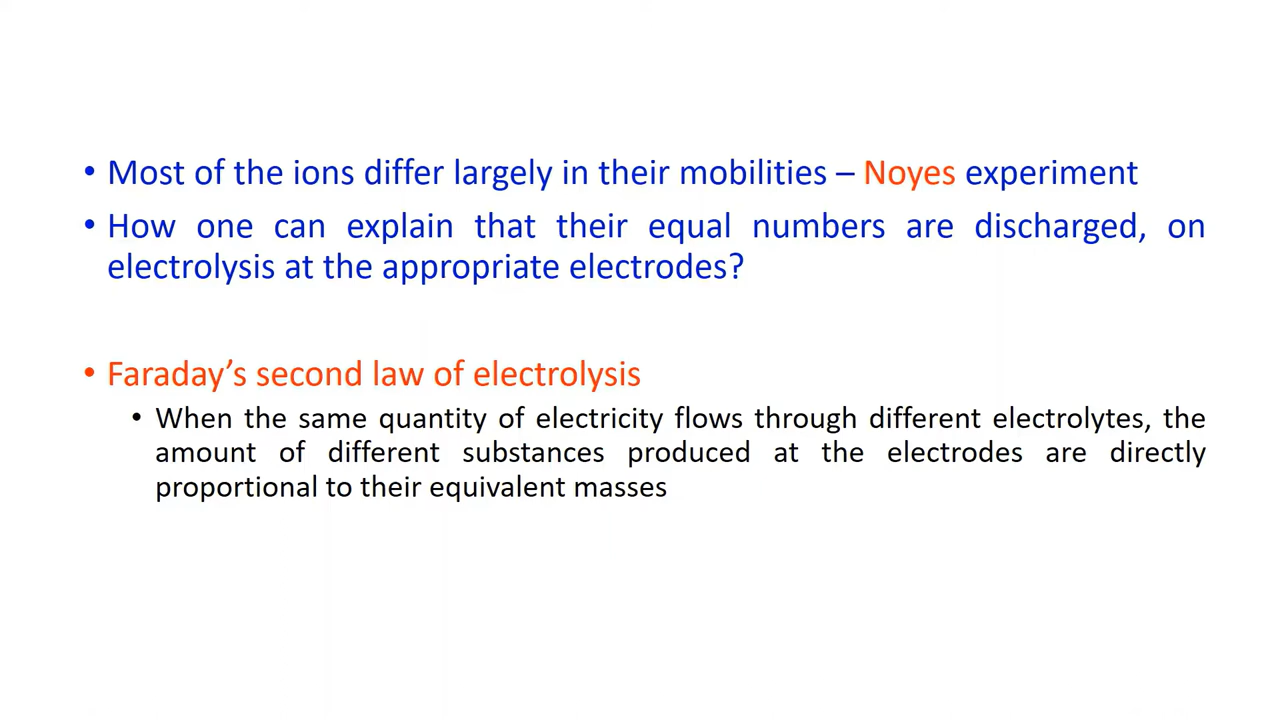 • Most of the ions differ largely in their mobilities – Noyes experiment
• How one can explain that their equal numbers are discharged, on
electrolysis at the appropriate electrodes?
• Faraday’s second law of electrolysis
• When the same quantity of electricity flows through different electrolytes, the
amount of different substances produced at the electrodes are directly
proportional to their equivalent masses